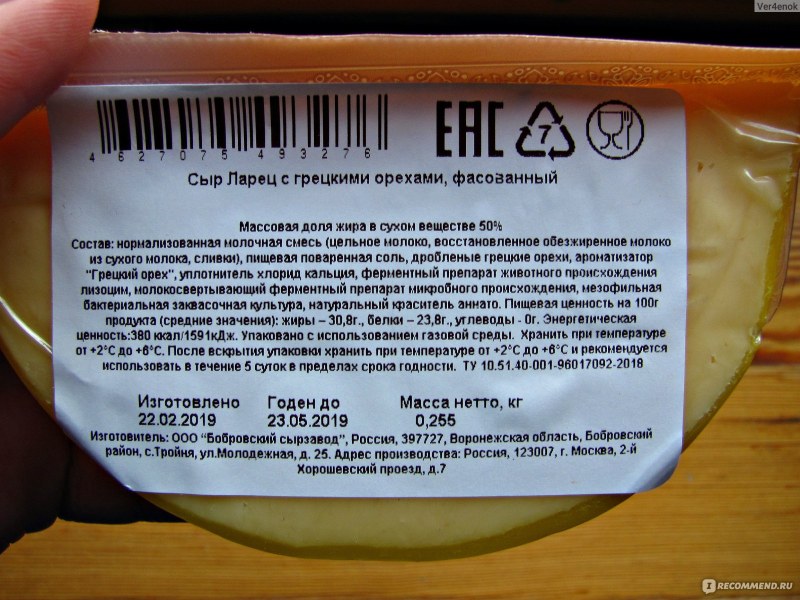 Ver4enok
4 627075 493276
EAC
7
Сыр Ларец с грецкими орехами, фасованный
Массовая доля жира в сухом веществе 50%
Состав: нормализованная молочная смесь (цельное молоко, восстановленное обезжиренное молоко
из сухого молока, сливки), пищевая поваренная соль, дробленые грецкие орехи, ароматизатор
"Грецкий орех", уплотнитель хлорид кальция, ферментный препарат животного происхождения
лизоцим, молокосвертывающий ферментный препарат микробного происхождения, мезофильная
бактериальная заквасочная культура, натуральный краситель аннато. Пищевая ценность на 100г
продукта (средние значения): жиры – 30,8г., белки – 23,8г., углеводы - 0г. Энергетическая
ценность:380 ккал/1591кДж. Упаковано с использованием газовой среды. Хранить при температуре
от +2°С до +6°С. После вскрытия упаковки хранить при температуре от +2°С до +6°С и рекомендуется
использовать в течение 5 суток в пределах срока годности. ТУ 10.51.40-001-96017092-2018
Изготовлено Годен до Масса нетто, кг
22.02.2019 23.05.2019 0,255
Изготовитель: ООО "Бобровский сырзавод", Россия, 397727, Воронежская область, Бобровский
район, с.Тройня, ул.Молодежная, д. 25. Адрес производства: Россия, 123007, г. Москва, 2-й
Хорошевский проезд, д.7
I RECOMMEND.RU